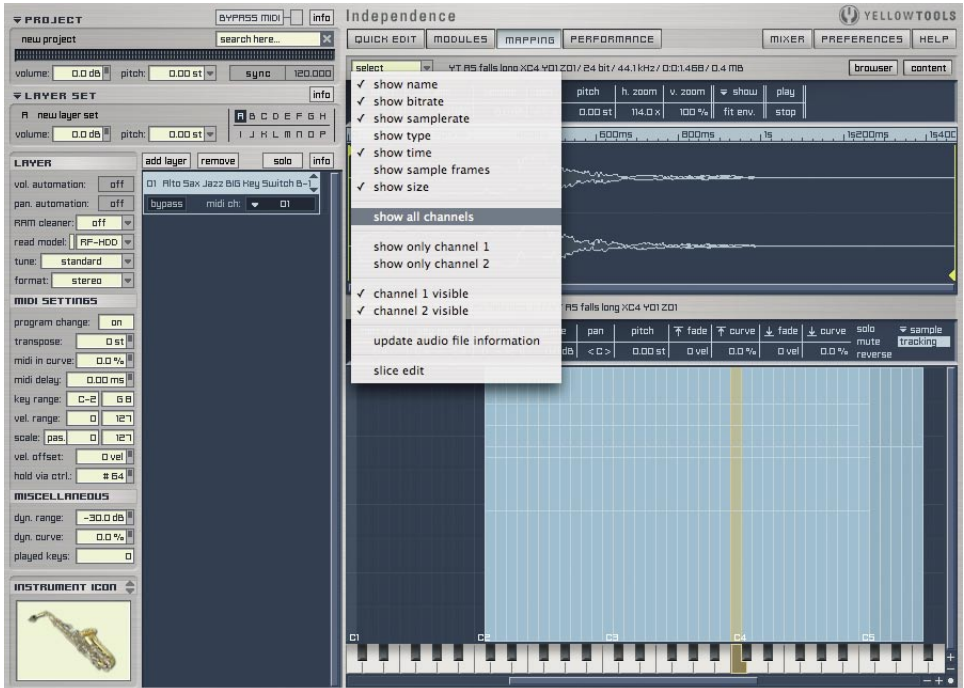 PROJECT BYPASS MIDI info
new project search here...
volume: 0.0 dB pitch: 0.00 st sync 120.000
LAYER SET info
A new layer set A B C D E F G H
volume: 0.0 dB pitch: 0.00 st I J K L M N O P
LAYER add layer remove solo info
vol. automation: off
01 Alto Sax Jazz BIG Key Switch B-1
pan. automation: off
bypass midi ch: 01
RAM cleaner: off
read model: RF-HDD
tune: standard
format: stereo
MIDI SETTINGS
program change: on
transpose: 0 st
midi in curve: 0.0 %
midi delay: 0.00 ms
key range: C-2 G8
vel. range: 0 127
scale: pas. 0 127
vel. offset: 0 vel
hold via ctrl.: # 64
MISCELLANEOUS
dyn. range: -30.0 dB
dyn. curve: 0.0 %
played keys: 0
INSTRUMENT ICON
Independence YELLOWTOOLS
QUICK EDIT MODULES MAPPING PERFORMANCE MIXER PREFERENCES HELP
select YT AS falls long XC4 Y01 Z01 / 24 bit / 44.1 kHz / 0:0:1.468 / 0.4 MB browser content
pitch h. zoom v. zoom show play
0.00 st 114.0 x 100 % fit env. stop
600ms 800ms 1s 1s200ms 1s400
show name
show bitrate
show samplerate
show type
show time
show sample frames
show size
show all channels
show only channel 1
show only channel 2
channel 1 visible
channel 2 visible
update audio file information
slice edit
AS falls long XC4 Y01 Z01
pan pitch fade curve fade curve solo sample
mute tracking
dB < C > 0.00 st 0 vel 0.0 % 0 vel 0.0 % reverse
C1 C2 C3 C4 C5